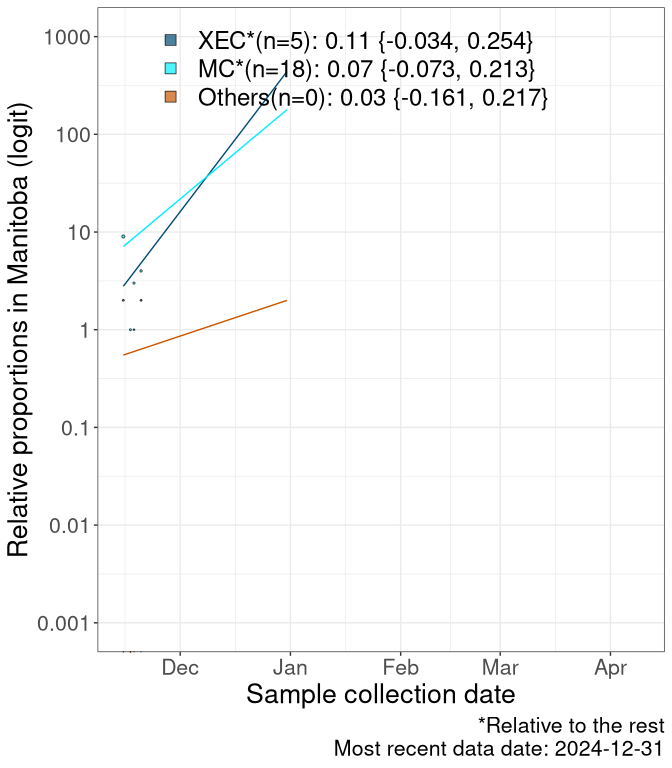 XEC*(n=5): 0.11 {-0.034, 0.254}
MC*(n=18): 0.07 {-0.073, 0.213}
Others(n=0): 0.03 {-0.161, 0.217}
Relative proportions in Manitoba (logit)
1000
100
10
1
0.1
0.01
0.001
Dec Jan Feb Mar Apr
Sample collection date
*Relative to the rest
Most recent data date: 2024-12-31